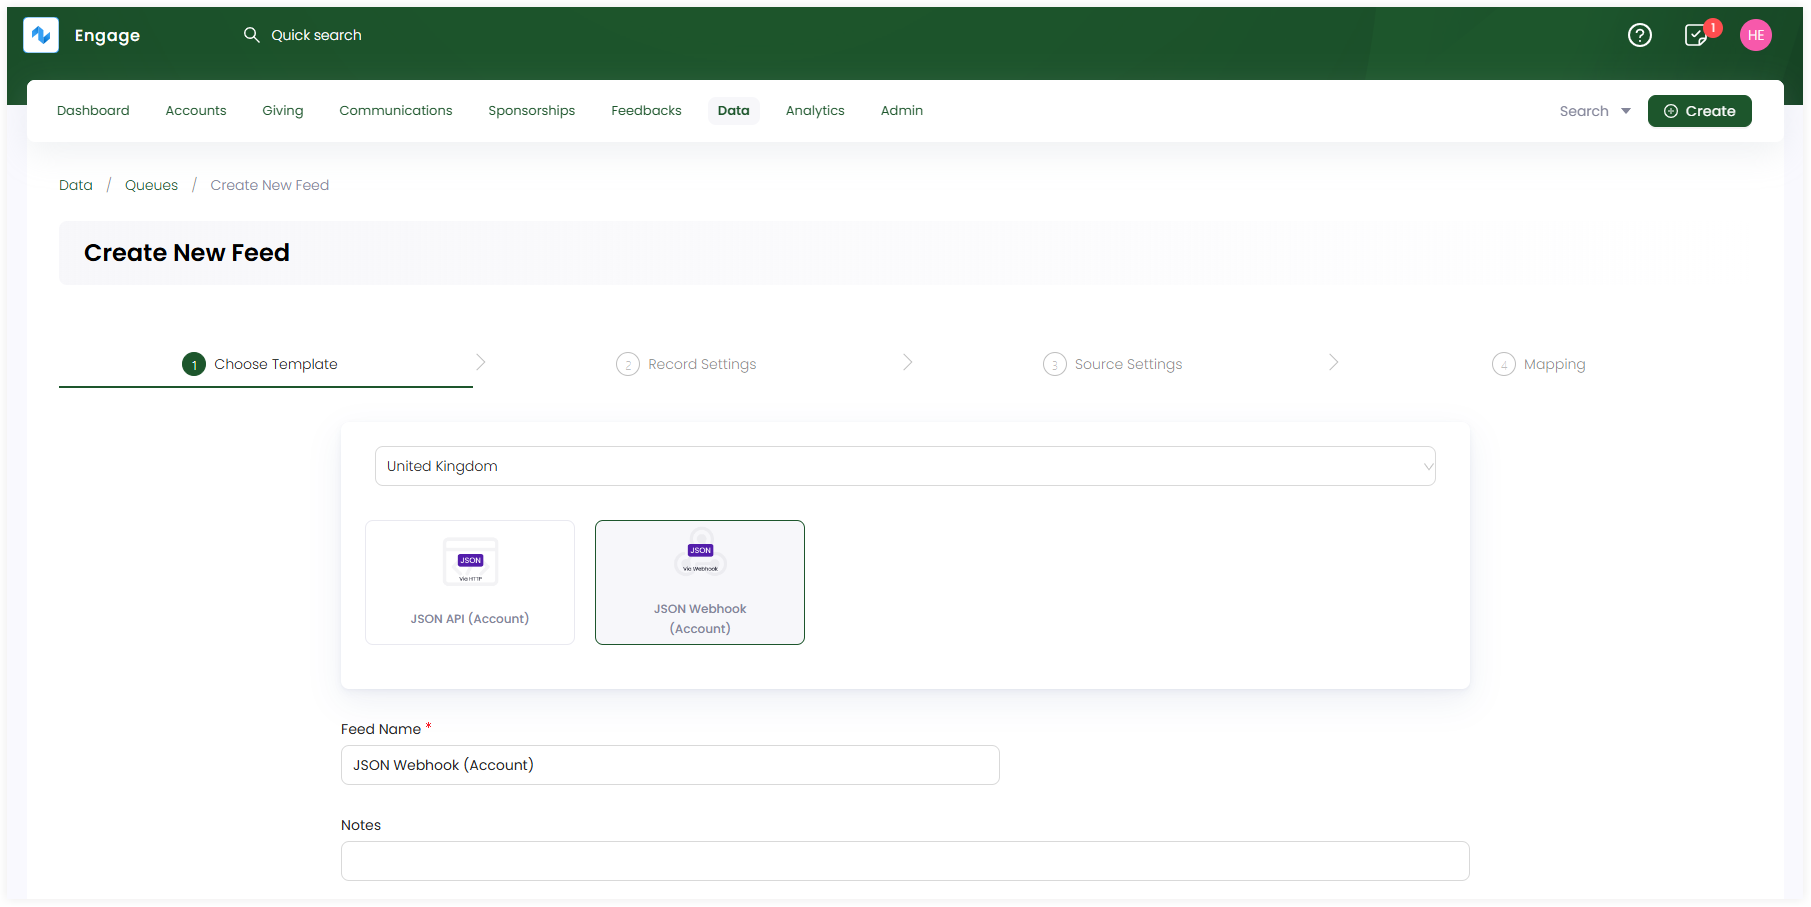 Engage
Quick search
1
HE
Dashboard Accounts Giving Communications Sponsorships Feedbacks Data Analytics Admin
Search
Create
Data / Queues / Create New Feed
Create New Feed
1 Choose Template
2 Record Settings
3 Source Settings
4 Mapping
United Kingdom
JSON
Via HTTP
JSON API (Account)
JSON
Via Webhook
JSON Webhook
(Account)
Feed Name *
JSON Webhook (Account)
Notes